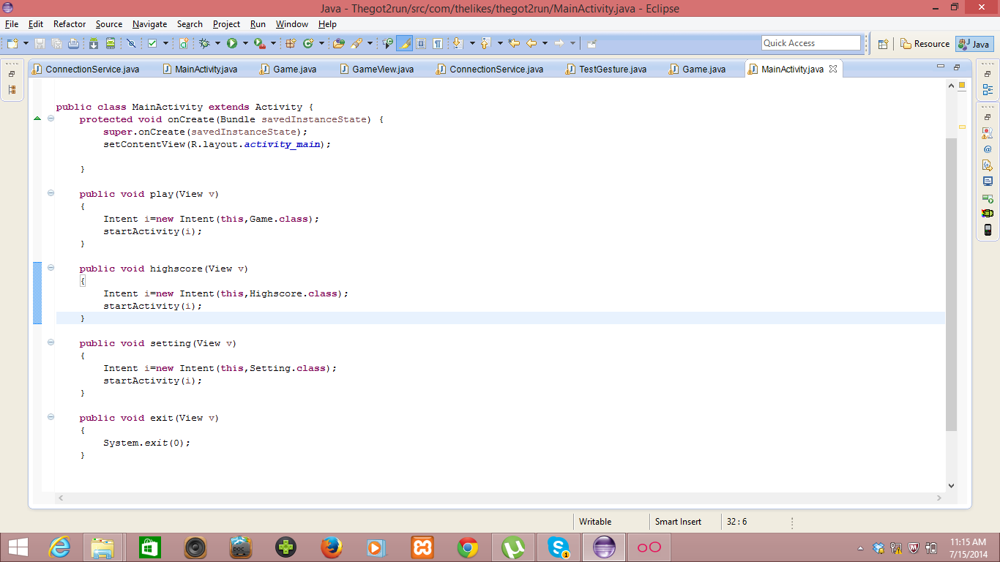 Java - Thegot2run/src/com/thelikes/thegot2run/MainActivity.java - Eclipse
File Edit Refactor Source Navigate Search Project Run Window Help
Quick Access
Resource
Java
ConnectionService.java MainActivity.java Game.java GameView.java ConnectionService.java TestGesture.java Game.java MainActivity.java
public class MainActivity extends Activity {
protected void onCreate(Bundle savedInstanceState) {
super.onCreate(savedInstanceState);
setContentView(R.layout.activity_main);
}
public void play(View v)
{
Intent i=new Intent(this,Game.class);
startActivity(i);
}
public void highscore(View v)
{
Intent i=new Intent(this,Highscore.class);
startActivity(i);
}
public void setting(View v)
{
Intent i=new Intent(this,Setting.class);
startActivity(i);
}
public void exit(View v)
{
System.exit(0);
}
Writable Smart Insert 32 : 6
DOC
1
11:15 AM
7/15/2014